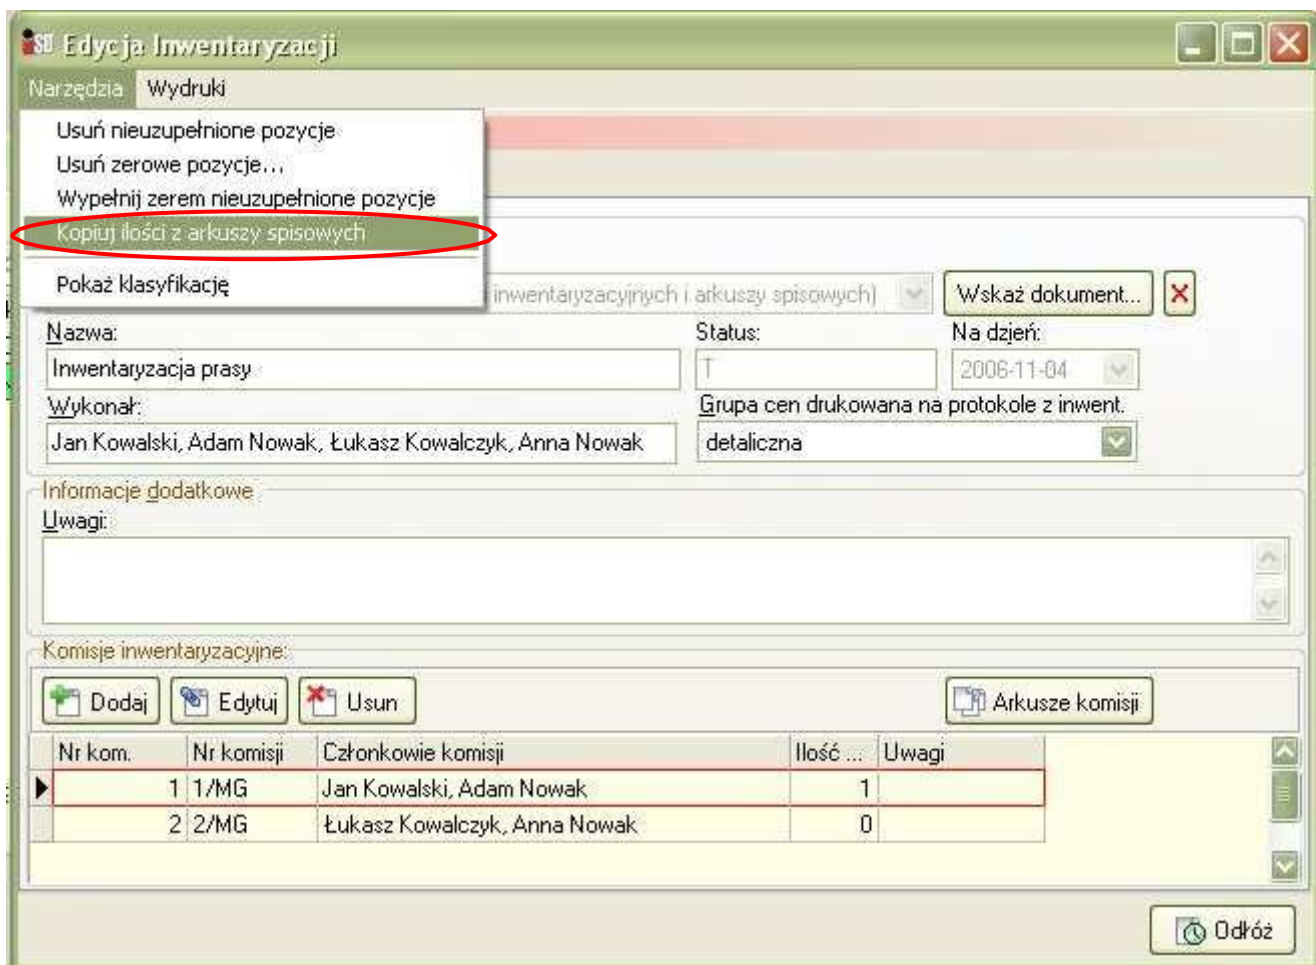 Edycja Inwentaryzacji
Narzędzia Wydruki
Usuń nieuzupełnione pozycje
Usuń zerowe pozycje...
Wypełnij zerem nieuzupełnione pozycje
Kopiuj ilości z arkuszy spisowych
Pokaż klasyfikację
inwentaryzacyjnych i arkuszy spisowych) Wskaż dokument...
Nazwa: Status: Na dzień:
Inwentaryzacja prasy T 2006-11-04
Wykonał: Grupa cen drukowana na protokole z inwent.
Jan Kowalski, Adam Nowak, Łukasz Kowalczyk, Anna Nowak detaliczna
Informacje dodatkowe
Uwagi:
Komisje inwentaryzacyjne:
Dodaj Edytuj Usun Arkusze komisji
Nr kom. Nr komisji Członkowie komisji Ilość ... Uwagi
1 1/MG Jan Kowalski, Adam Nowak 1
2 2/MG Łukasz Kowalczyk, Anna Nowak 0
Odłóż